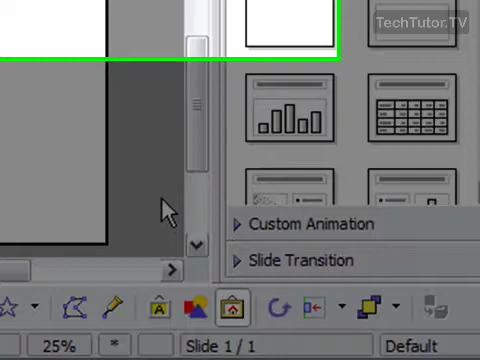 TechTutor.TV
Custom Animation
Slide Transition
A
25%
*
Slide 1 / 1
Default